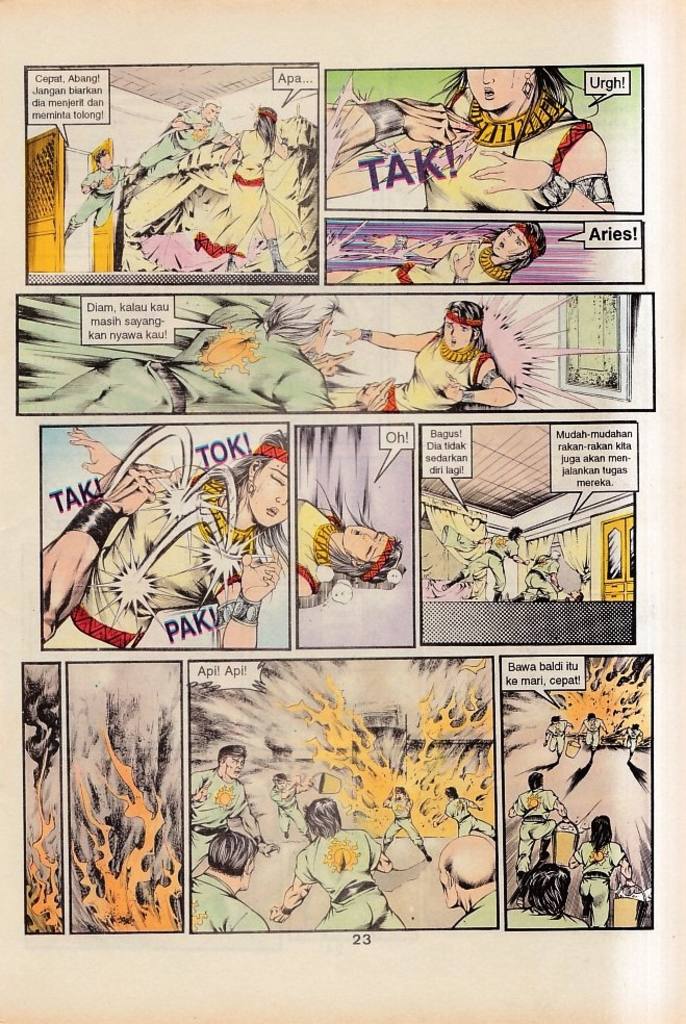 Cepat, Abang!
Jangan biarkan
dia menjerit dan
meminta tolong!
Apa...
Urgh!
TAK!
Aries!
Diam, kalau kau
masih sayang-
kan nyawa kau!
TAK!
TOK!
PAK!
Oh!
Bagus!
Dia tidak
sedarkan
diri lagi!
Mudah-mudahan
rakan-rakan kita
juga akan men-
jalankan tugas
mereka.
Api! Api!
Bawa baldi itu
ke mari, cepat!
23